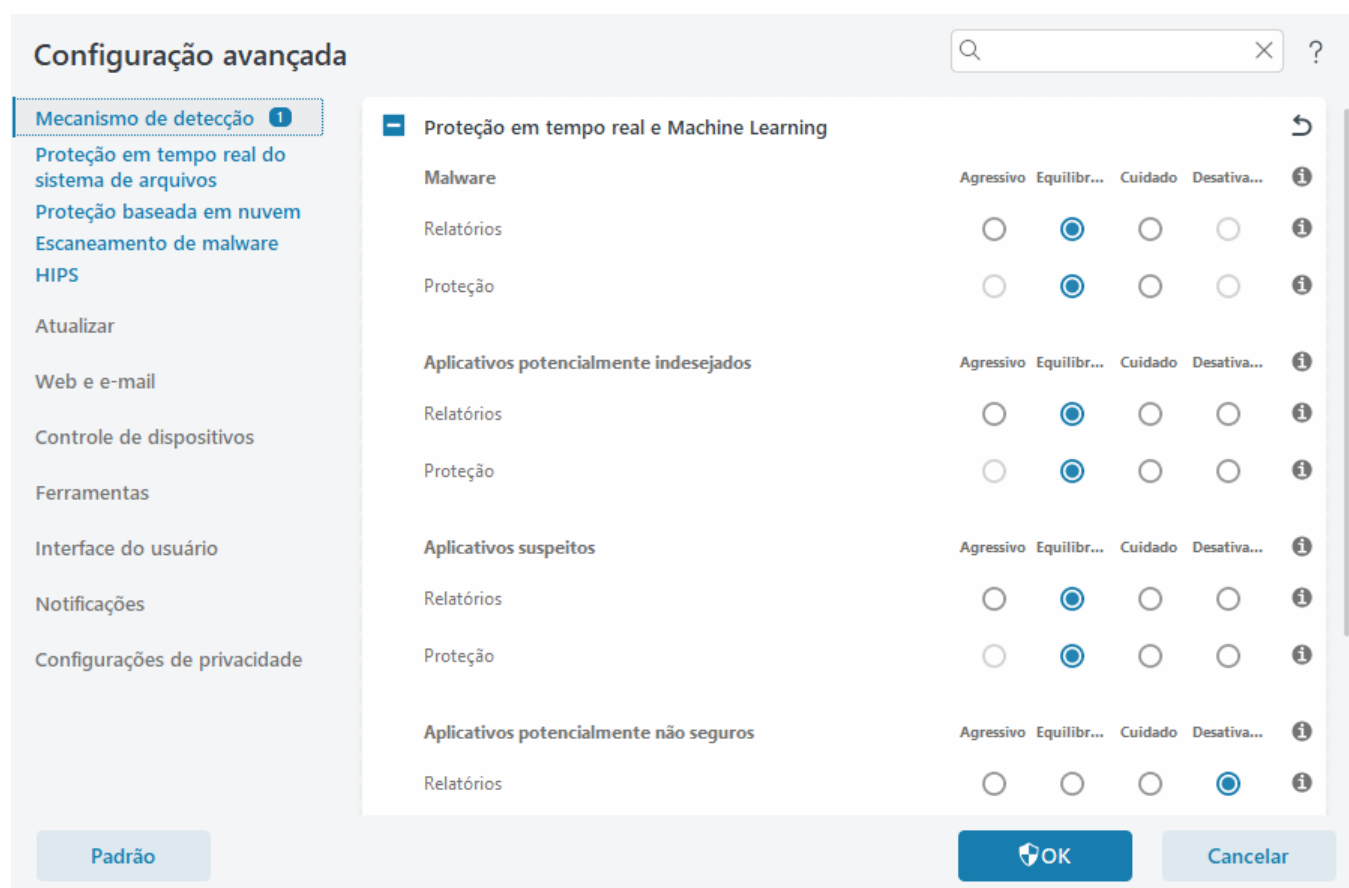 Configuração avançada
?
Mecanismo de detecção 1
Proteção em tempo real do
sistema de arquivos
Proteção baseada em nuvem
Escaneamento de malware
HIPS
Atualizar
Web e e-mail
Controle de dispositivos
Ferramentas
Interface do usuário
Notificações
Configurações de privacidade
Proteção em tempo real e Machine Learning
Malware Agressivo Equilibr... Cuidado Desativa...
Relatórios
Proteção
Aplicativos potencialmente indesejados Agressivo Equilibr... Cuidado Desativa...
Relatórios
Proteção
Aplicativos suspeitos Agressivo Equilibr... Cuidado Desativa...
Relatórios
Proteção
Aplicativos potencialmente não seguros Agressivo Equilibr... Cuidado Desativa...
Relatórios
Padrão OK Cancelar